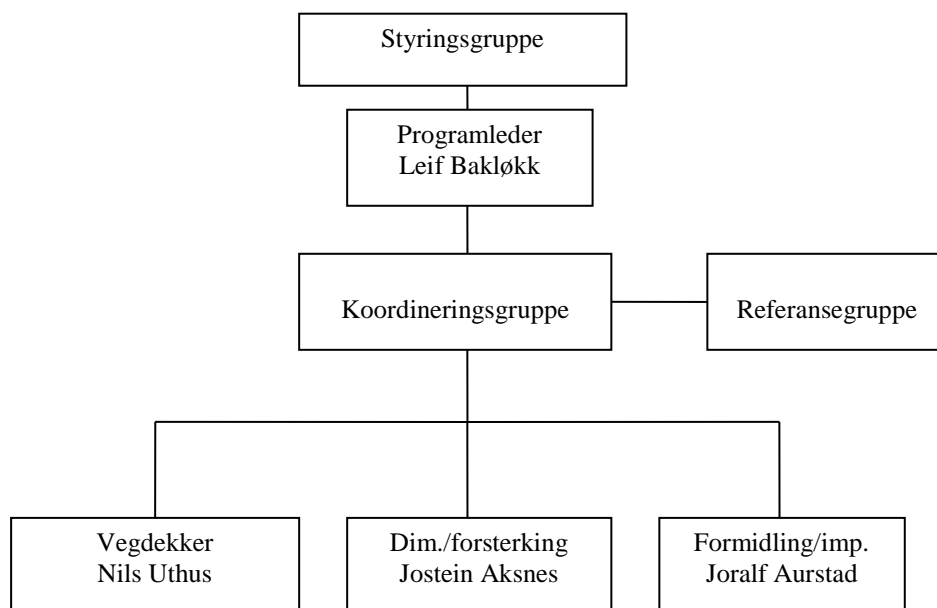 Styringsgruppe
Programleder
Leif Bakløkk
Koordineringsgruppe
Referansegruppe
Vegdekker
Nils Uthus
Dim./forsterking
Jostein Aksnes
Formidling/imp.
Joralf Aurstad